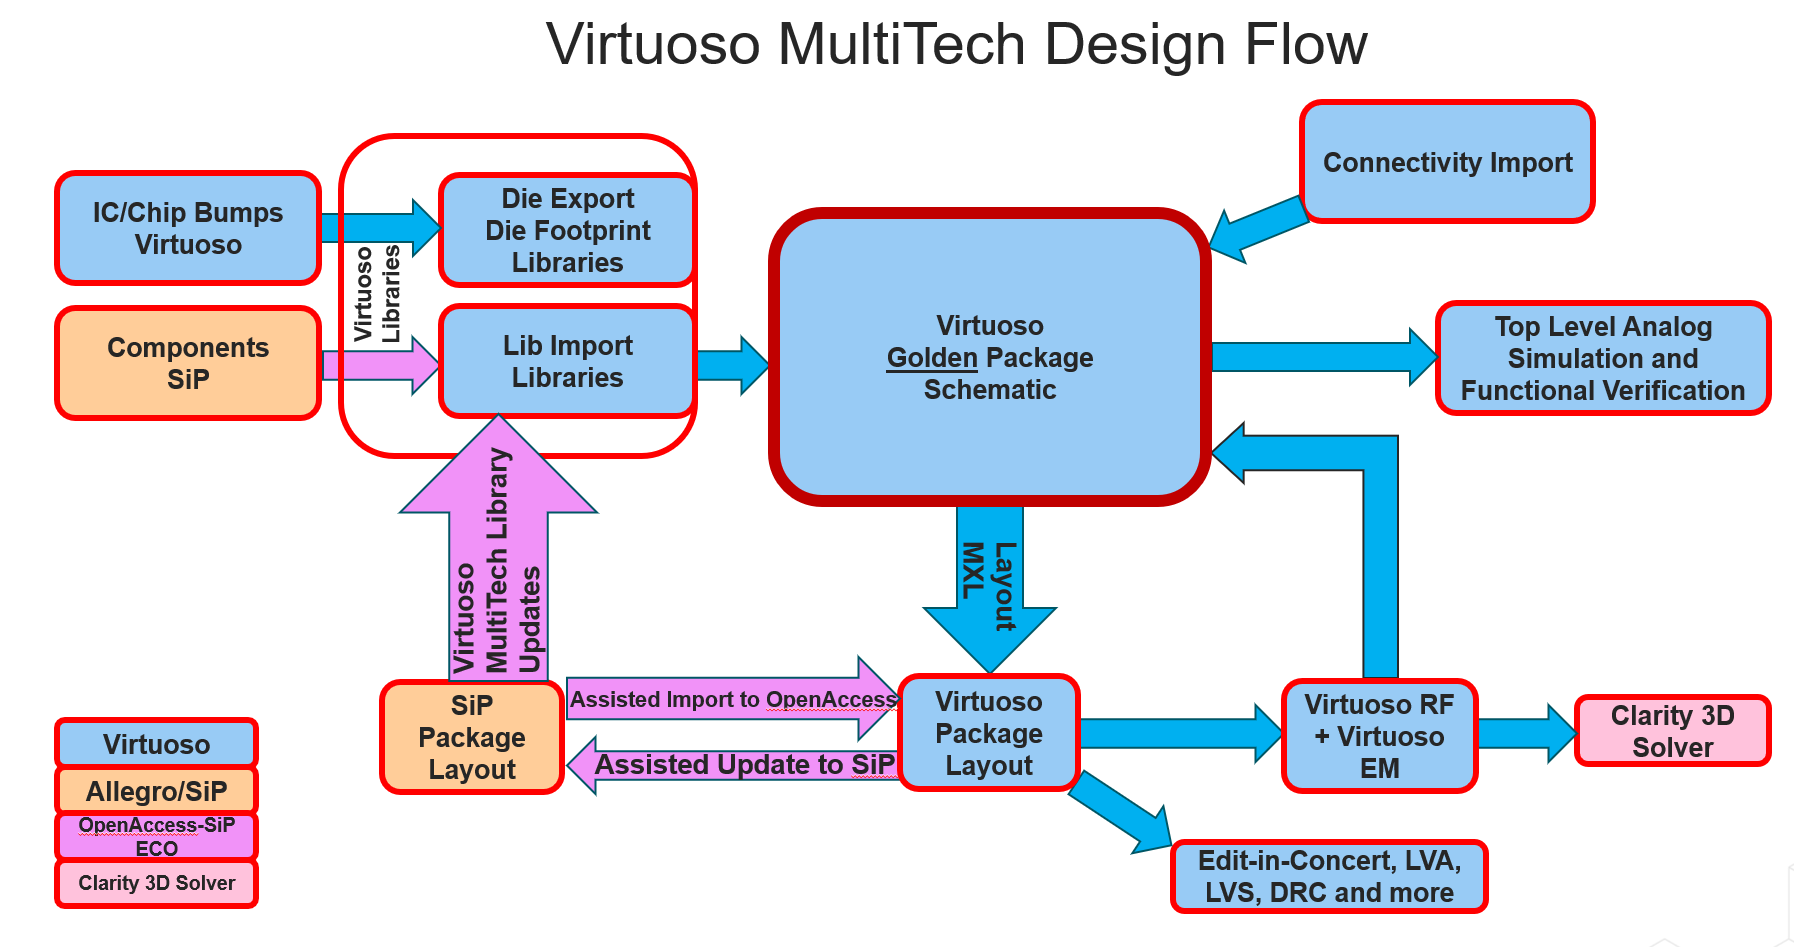 Virtuoso MultiTech Design Flow
Connectivity Import
IC/Chip Bumps
Virtuoso
Die Export
Die Footprint
Libraries
Virtuoso
Libraries
Components
SiP
Lib Import
Libraries
Virtuoso
Golden Package
Schematic
Top Level Analog
Simulation and
Functional Verification
Virtuoso
MultiTech Library
Updates
Layout
MXL
SiP
Package
Layout
Assisted Import to OpenAccess
Assisted Update to SiP
Virtuoso
Package
Layout
Virtuoso RF
+ Virtuoso
EM
Clarity 3D
Solver
Edit-in-Concert, LVA,
LVS, DRC and more
Virtuoso
Allegro/SiP
OpenAccess-SiP
ECO
Clarity 3D Solver